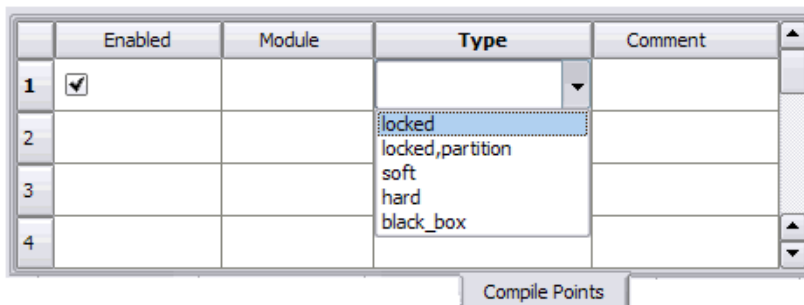 Enabled Module Type Comment
1
locked
2
locked,partition
soft
3
hard
black_box
4
Compile Points